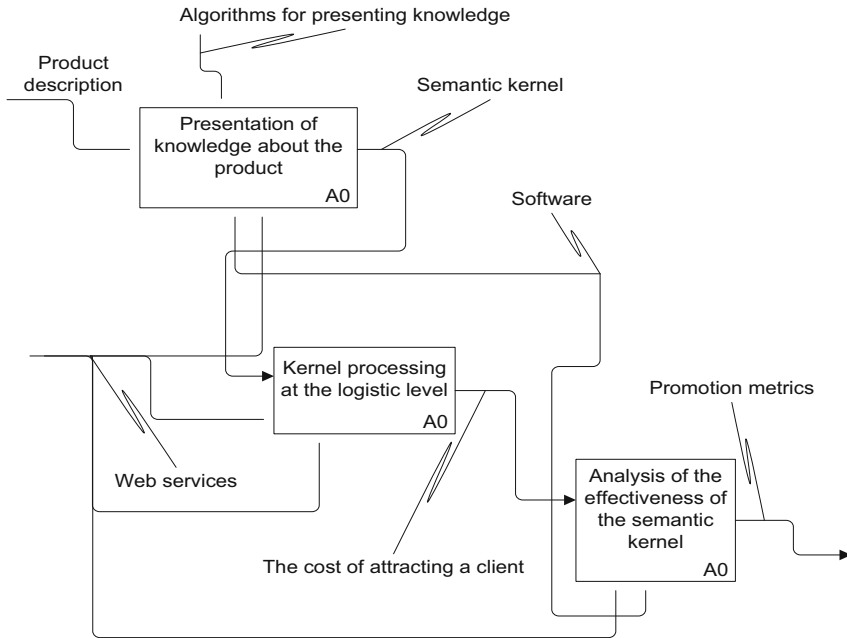 Algorithms for presenting knowledge
Product
description
Semantic kernel
Presentation of
knowledge about the
product
A0
Software
Kernel processing
at the logistic level
A0
Promotion metrics
Web services
Analysis of the
effectiveness of
the semantic
kernel
A0
The cost of attracting a client